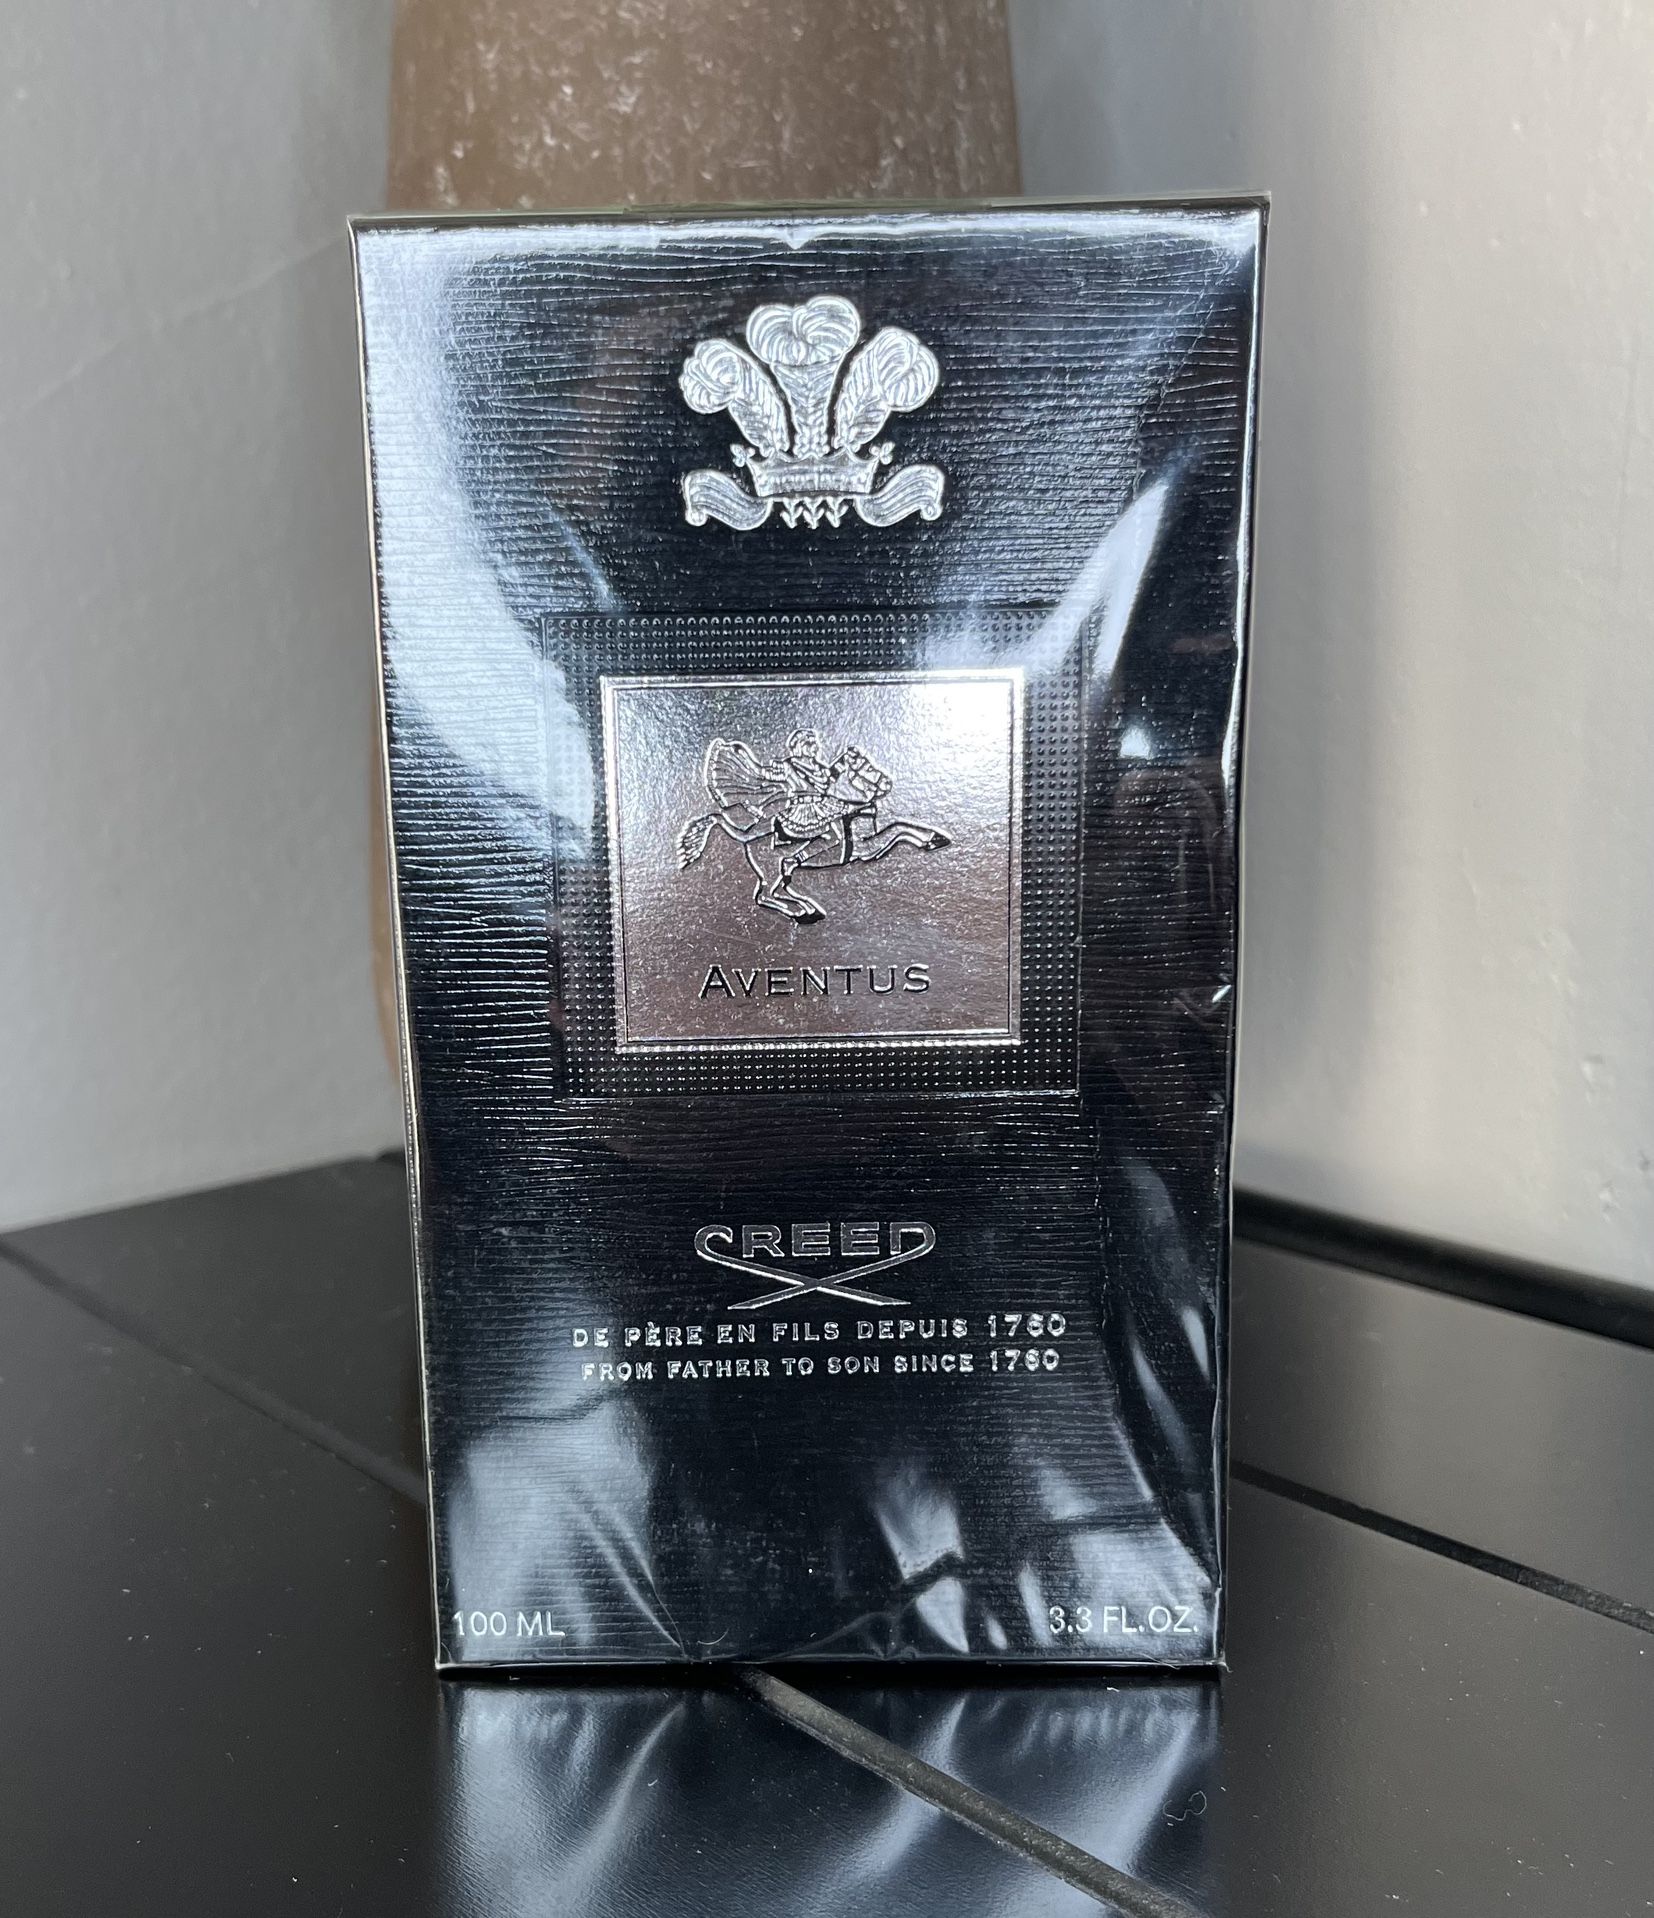 AVENTUS
CREED
DE PÈRE EN FILS DEPUIS 1760
FROM FATHER TO SON SINCE 1760
100 ML
3.3 FL.OZ.